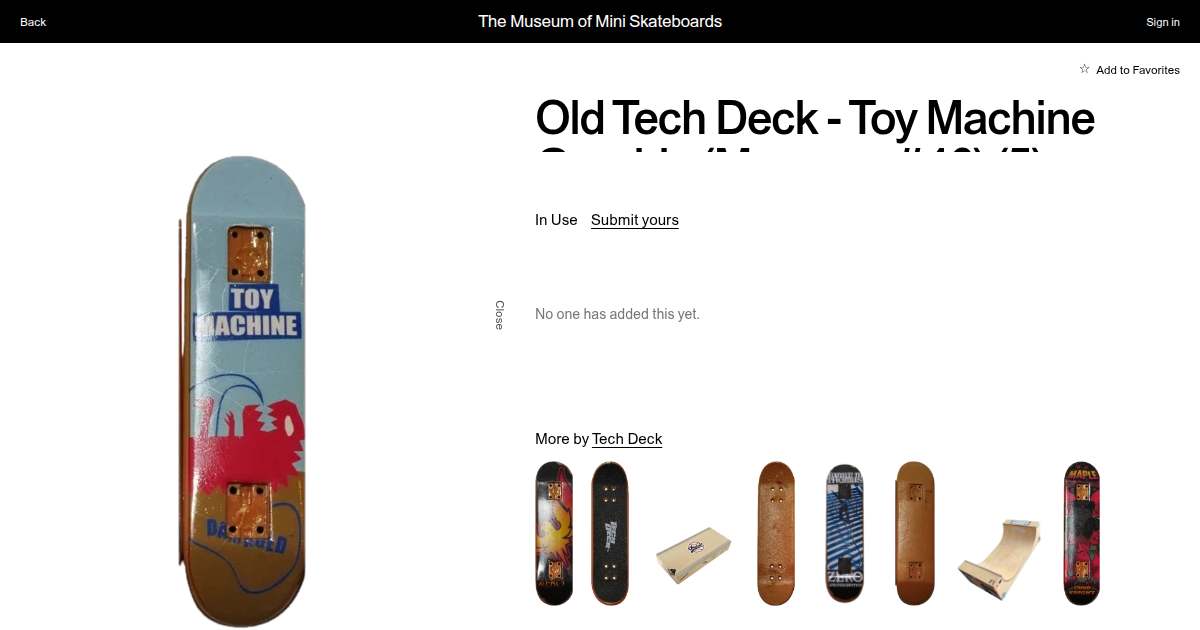 Back
The Museum of Mini Skateboards
Sign in
☆ Add to Favorites
Old Tech Deck - Toy Machine
In Use Submit yours
Close
No one has added this yet.
More by Tech Deck
TOY
MACHINE
ZERO